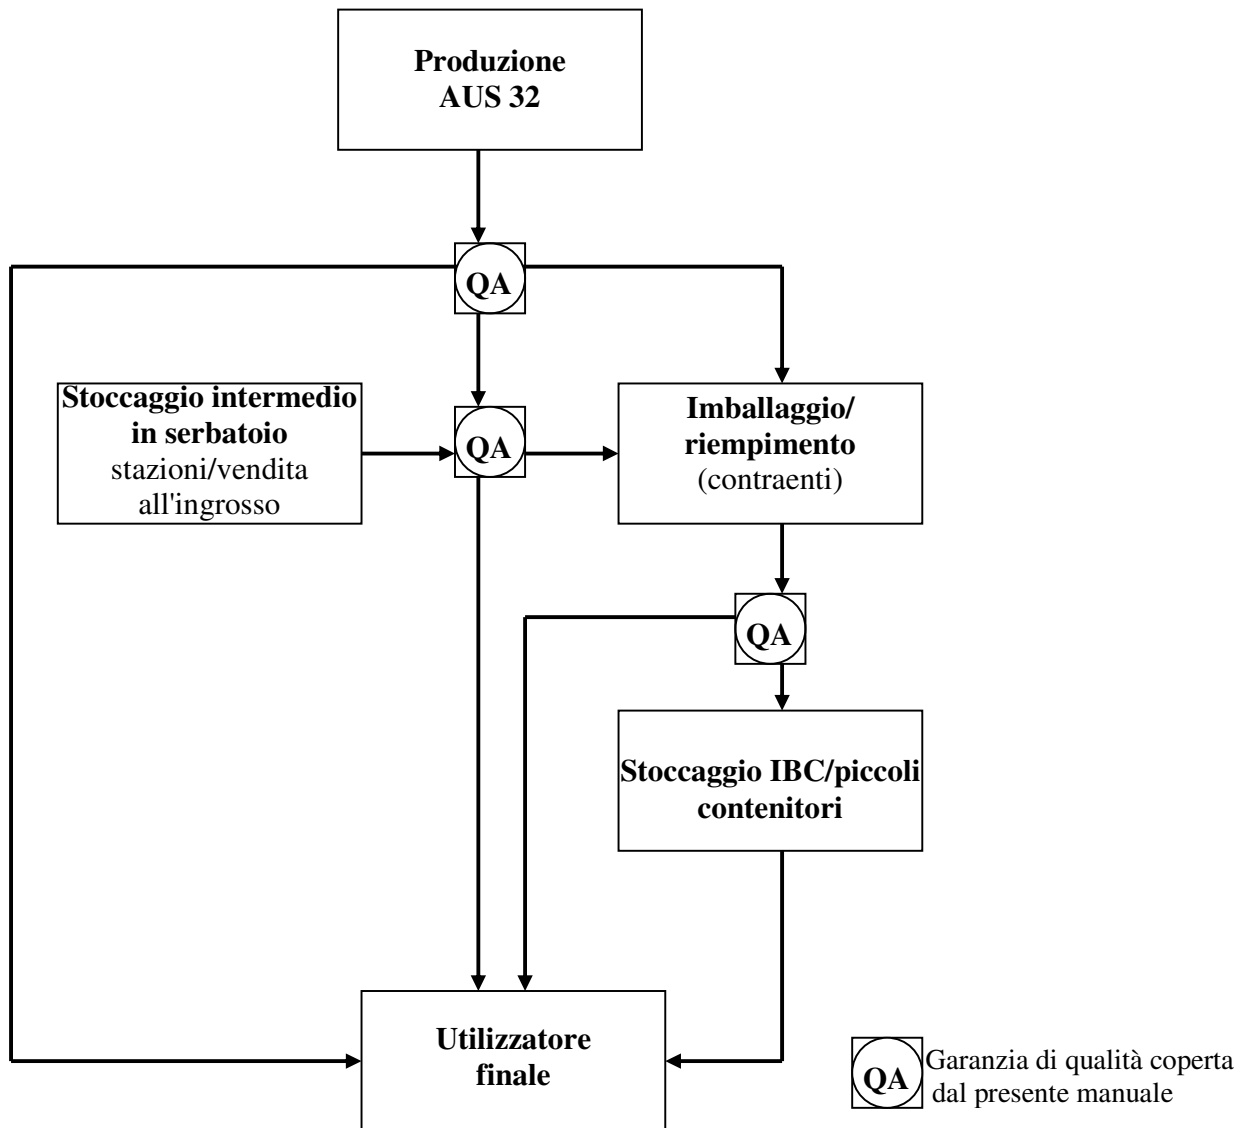 Produzione
AUS 32
QA
Stoccaggio intermedio
in serbatoio
stazioni/vendita
all'ingrosso
QA
Imballaggio/
riempimento
(contraenti)
QA
Stoccaggio IBC/piccoli
contenitori
Utilizzatore
finale
QA
Garanzia di qualità coperta
dal presente manuale